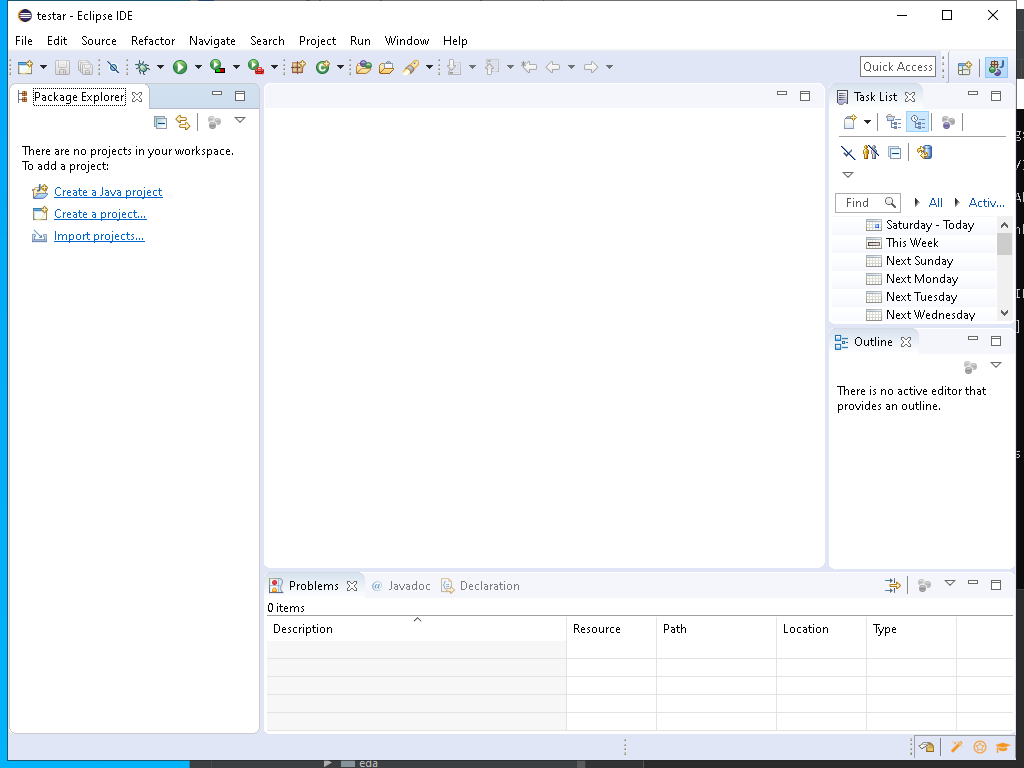 testar - Eclipse IDE
File Edit Source Refactor Navigate Search Project Run Window Help
Quick Access
Package Explorer
There are no projects in your workspace.
To add a project:
Create a Java project
Create a project...
Import projects...
Task List
Find All Activ...
Saturday - Today
This Week
Next Sunday
Next Monday
Next Tuesday
Next Wednesday
Outline
There is no active editor that
provides an outline.
Problems @ Javadoc Declaration
0 items
Description Resource Path Location Type
eda